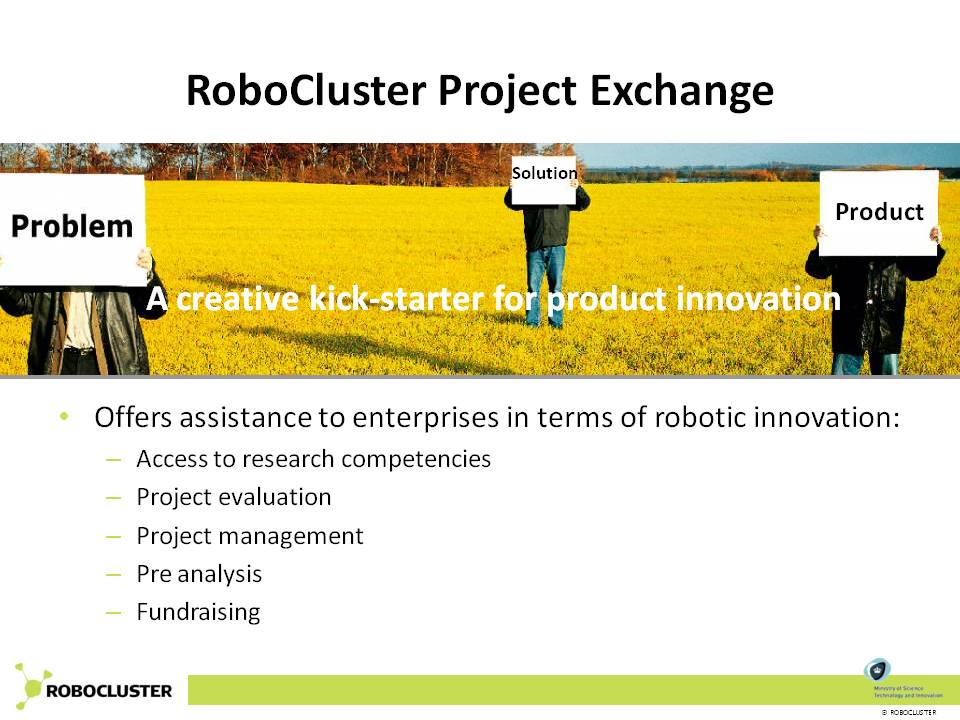 RoboCluster Project Exchange
Problem
Solution
Product
A creative kick-starter for product innovation
• Offers assistance to enterprises in terms of robotic innovation:
– Access to research competencies
– Project evaluation
– Project management
– Pre analysis
– Fundraising
ROBOCLUSTER
Ministry of Science
Technology and Innovation
© ROBOCLUSTER